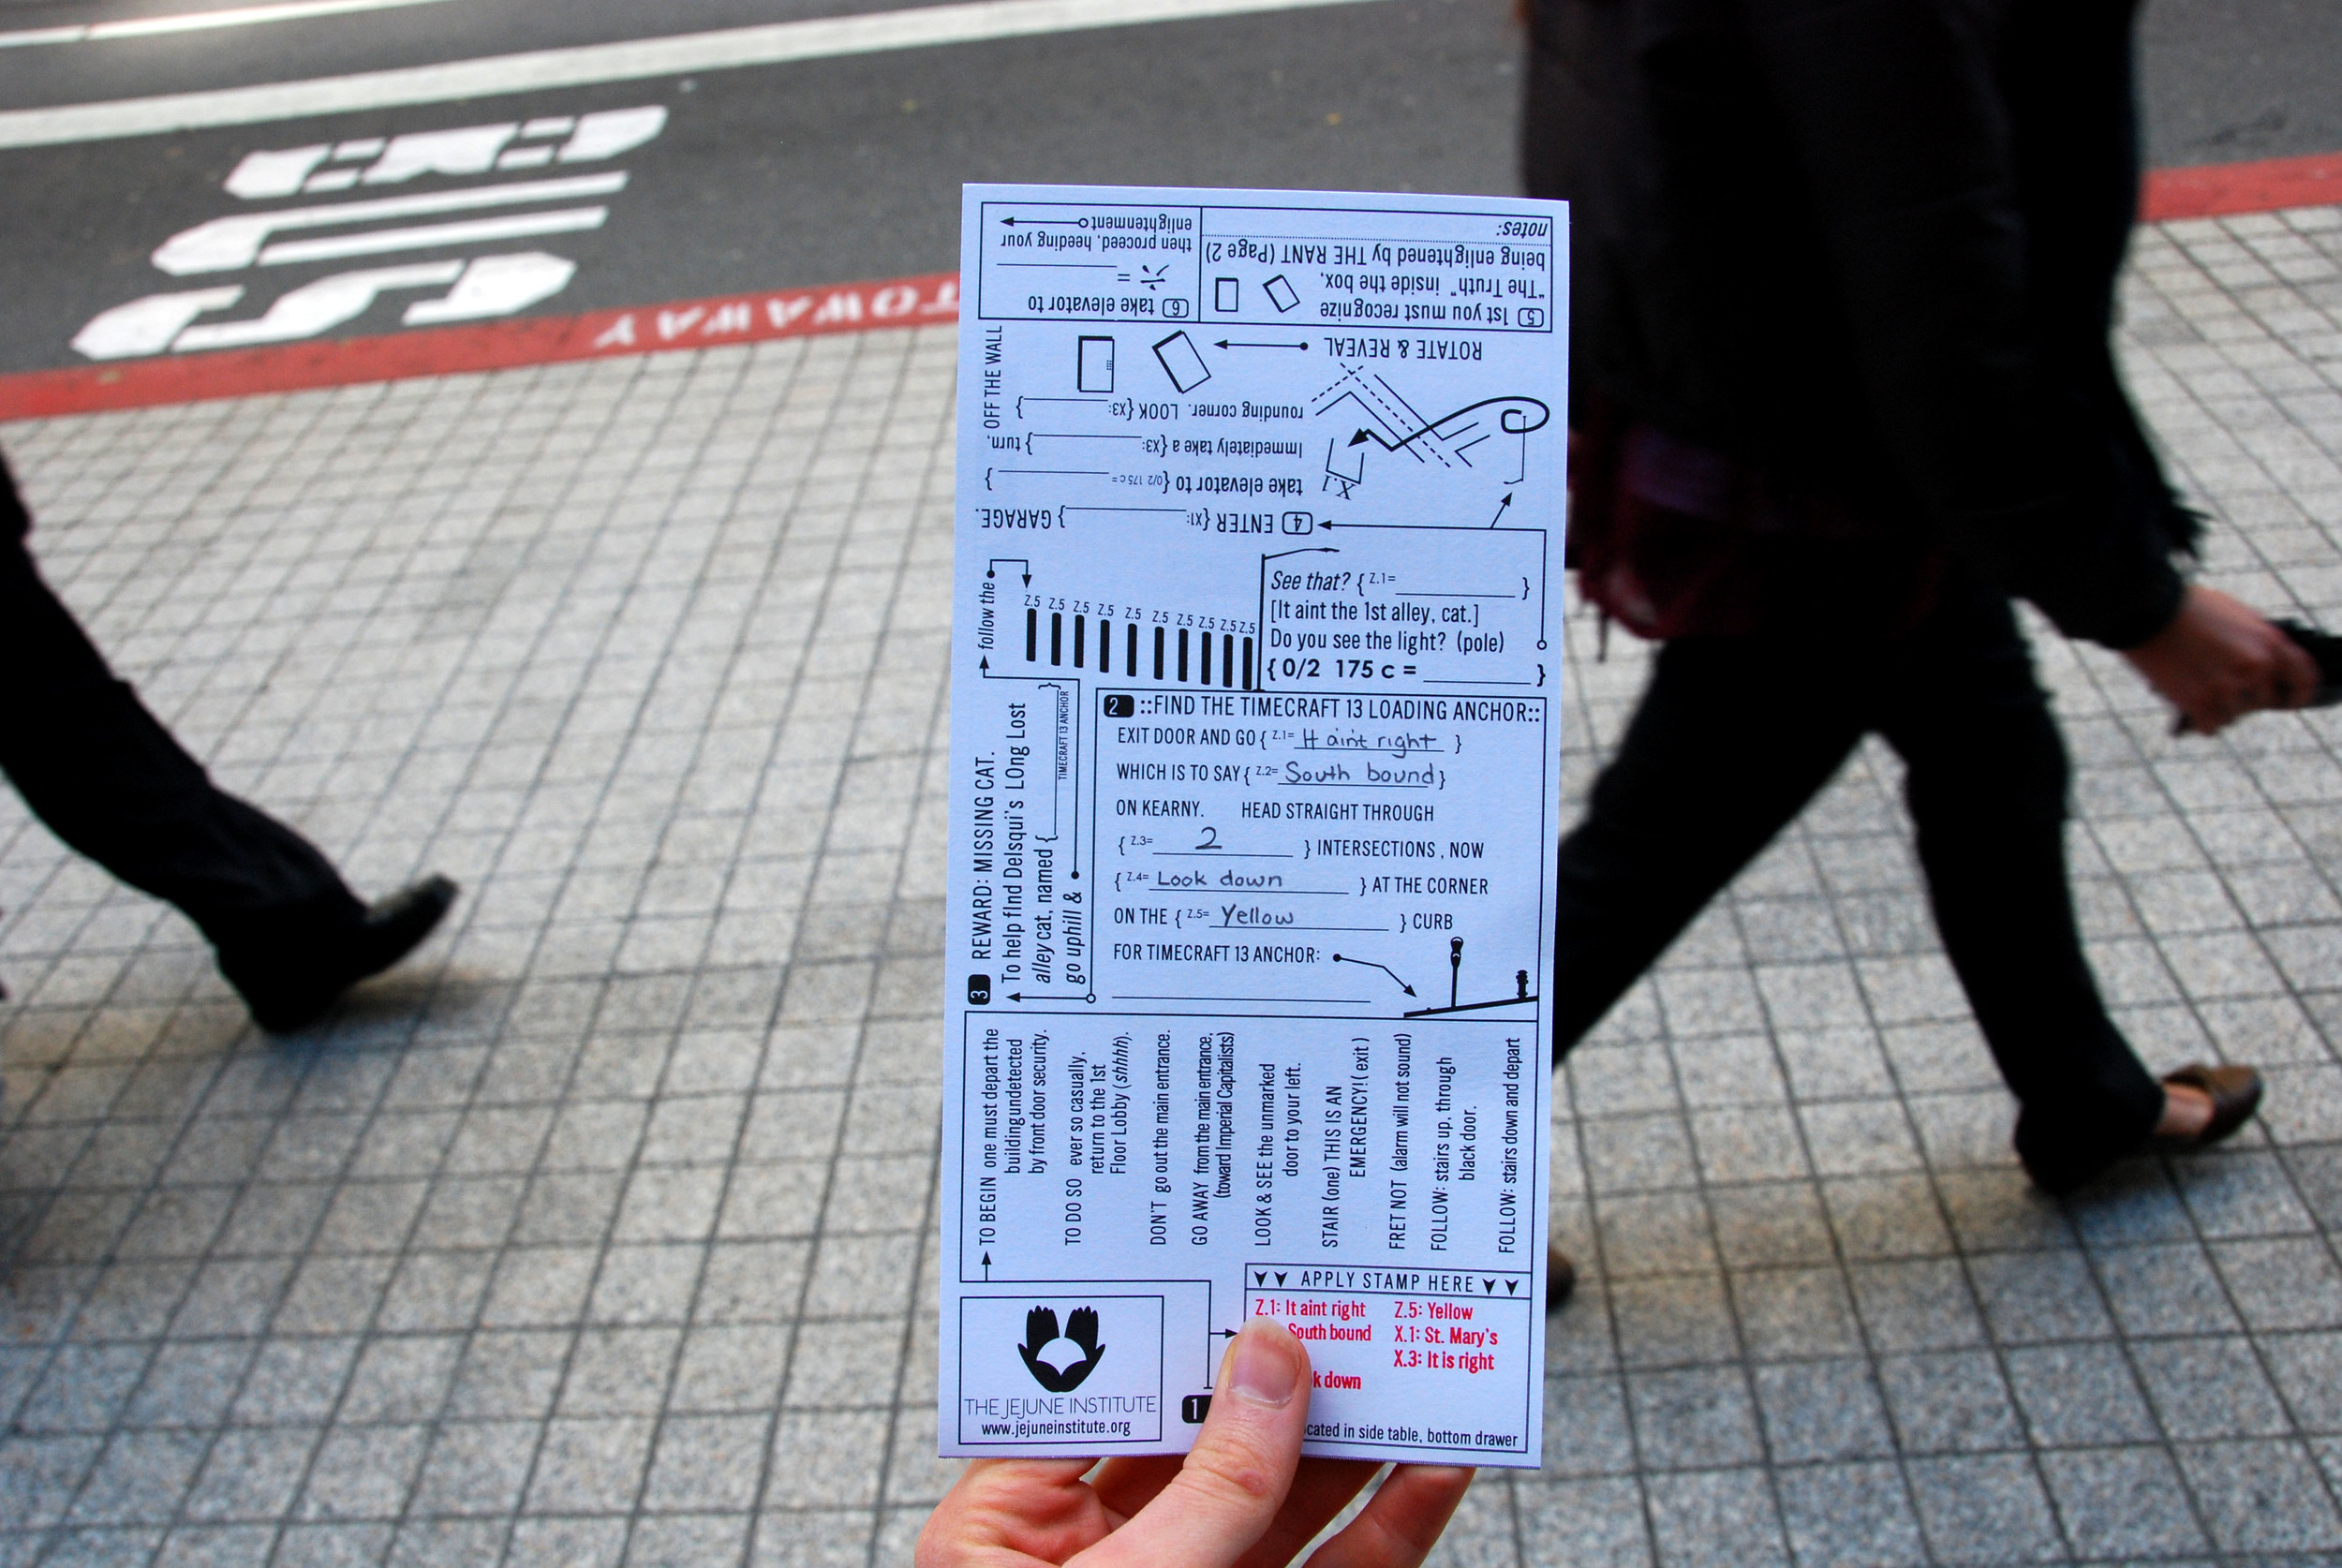 BUS
TOWAWAY
THE JEJUNE INSTITUTE
www.jejuneinstitute.org
1
APPLY STAMP HERE
Z.1: It aint right
South bound
k down
Z.5: Yellow
X.1: St. Mary's
X.3: It is right
cated in side table, bottom drawer
TO BEGIN one must depart the
building undetected
by front door security.
TO DO SO ever so casually,
return to the 1st
Floor Lobby (shhhh).
DON'T go out the main entrance.
GO AWAY from the main entrance,
(toward Imperial Capitalists)
LOOK & SEE the unmarked
door to your left.
STAIR (one) THIS IS AN
EMERGENCY! ( exit )
FRET NOT (alarm will not sound)
FOLLOW: stairs up, through
black door.
FOLLOW: stairs down and depart
2 ::FIND THE TIMECRAFT 13 LOADING ANCHOR::
EXIT DOOR AND GO { Z.1= It ain't right }
WHICH IS TO SAY { Z.2= South bound }
ON KEARNY. HEAD STRAIGHT THROUGH
{ Z.3= 2 } INTERSECTIONS, NOW
{ Z.4= Look down } AT THE CORNER
ON THE { Z.5= Yellow } CURB
FOR TIMECRAFT 13 ANCHOR:
3 REWARD: MISSING CAT.
To help fInd Delsqui's LOng Lost
alley cat, named { }
TIMECRAFT 13 ANCHOR
go uphill &
follow the
Z.5 Z.5 Z.5 Z.5 Z.5 Z.5 Z.5 Z.5 Z.5 Z.5
See that? { Z.1= }
[It aint the 1st alley, cat.]
Do you see the light? (pole)
{ 0/2 175 c = }
4 ENTER {X1: } GARAGE.
take elevator to {0/2 175 c = }
Immediately take a {X3: } turn,
rounding corner. LOOK {X3: }
OFF THE WALL
X.1
ROTATE & REVEAL
5 1st you must recognize
"The Truth" inside the box,
being enlightened by THE RANT (Page 2)
notes:
6 take elevator to
=
then proceed, heeding your
enlightenment